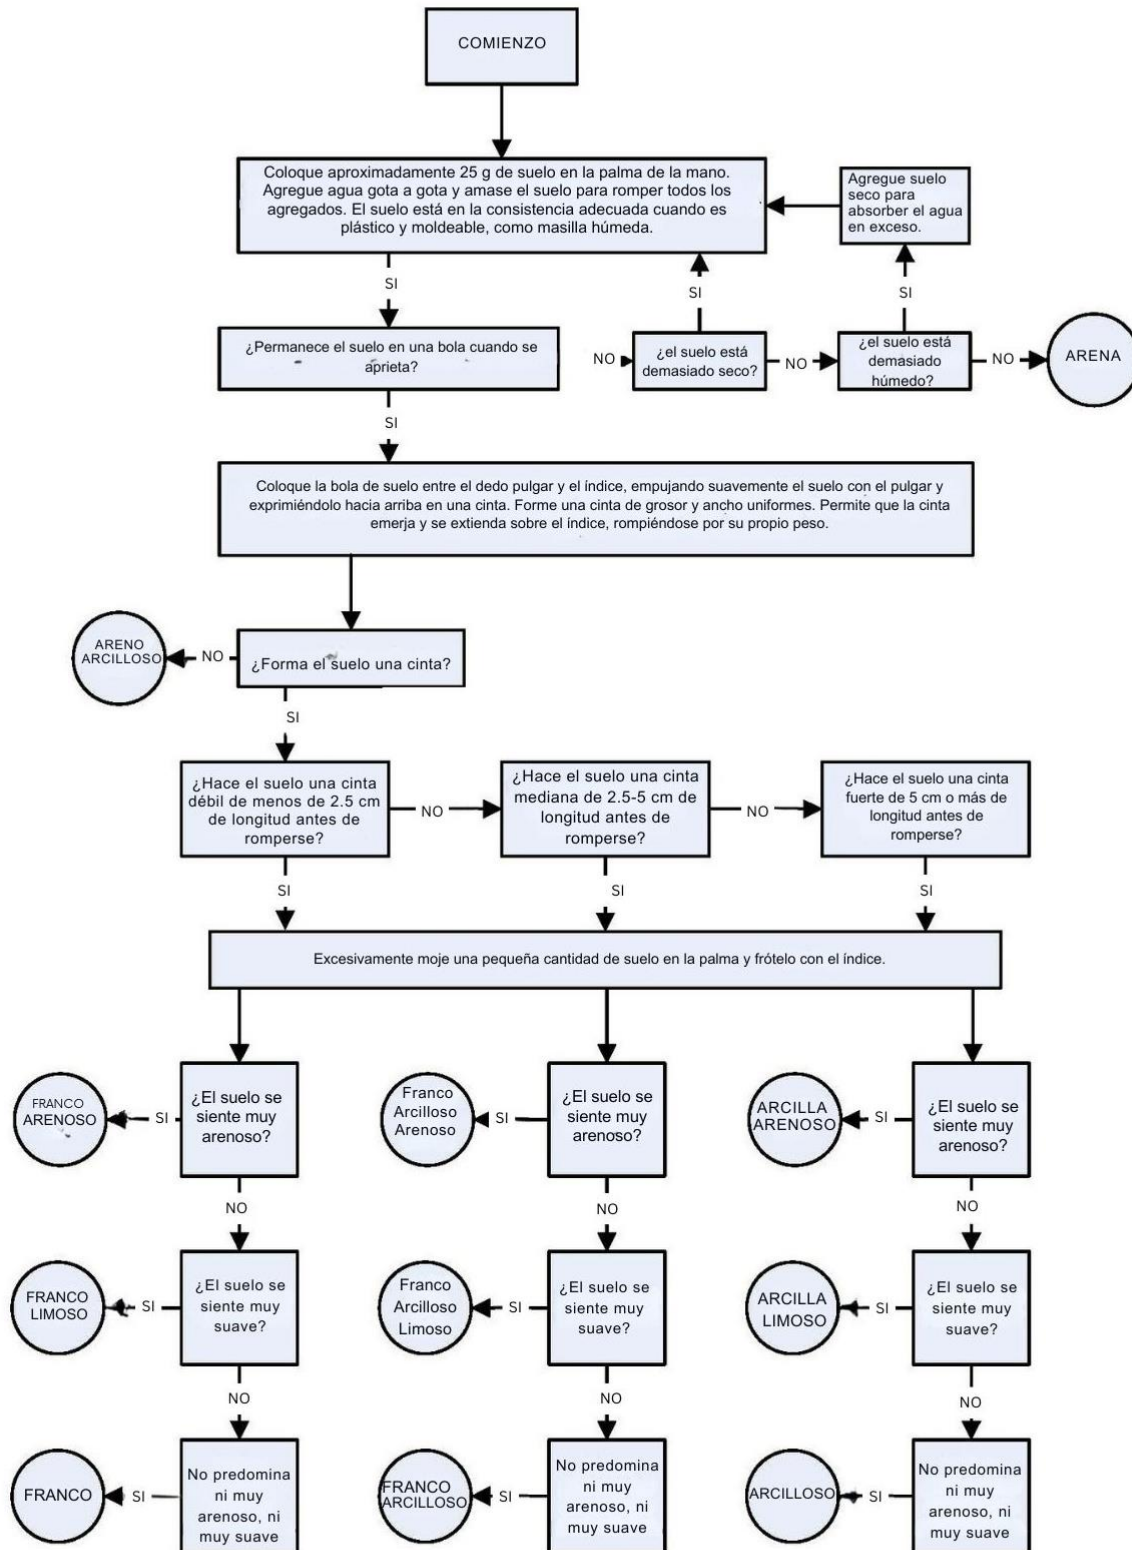 COMIENZO
Coloque aproximadamente 25 g de suelo en la palma de la mano.
Agregue agua gota a gota y amase el suelo para romper todos los
agregados. El suelo está en la consistencia adecuada cuando es
plástico y moldeable, como masilla húmeda.
Agregue suelo
seco para
absorber el agua
en exceso.
SI
SI
SI
¿Permanece el suelo en una bola cuando se
aprieta?
NO
¿el suelo está
demasiado seco?
NO
¿el suelo está
demasiado
húmedo?
NO
ARENA
SI
Coloque la bola de suelo entre el dedo pulgar y el índice, empujando suavemente el suelo con el pulgar y
exprimiéndolo hacia arriba en una cinta. Forme una cinta de grosor y ancho uniformes. Permite que la cinta
emerja y se extienda sobre el índice, rompiéndose por su propio peso.
ARENO
ARCILLOSO
NO
¿Forma el suelo una cinta?
SI
¿Hace el suelo una cinta
débil de menos de 2.5 cm
de longitud antes de
romperse?
NO
¿Hace el suelo una cinta
mediana de 2.5-5 cm de
longitud antes de
romperse?
NO
¿Hace el suelo una cinta
fuerte de 5 cm o más de
longitud antes de
romperse?
SI
SI
SI
Excesivamente moje una pequeña cantidad de suelo en la palma y frótelo con el índice.
FRANCO
ARENOSO
SI
¿El suelo se
siente muy
arenoso?
Franco
Arcilloso
Arenoso
SI
¿El suelo se
siente muy
arenoso?
ARCILLA
ARENOSO
SI
¿El suelo se
siente muy
arenoso?
NO
NO
NO
FRANCO
LIMOSO
SI
¿El suelo se
siente muy
suave?
Franco
Arcilloso
Limoso
SI
¿El suelo se
siente muy
suave?
ARCILLA
LIMOSO
SI
¿El suelo se
siente muy
suave?
NO
NO
NO
FRANCO
SI
No predomina
ni muy
arenoso, ni
muy suave
FRANCO
ARCILLOSO
SI
No predomina
ni muy
arenoso, ni
muy suave
ARCILLOSO
SI
No predomina
ni muy
arenoso, ni
muy suave